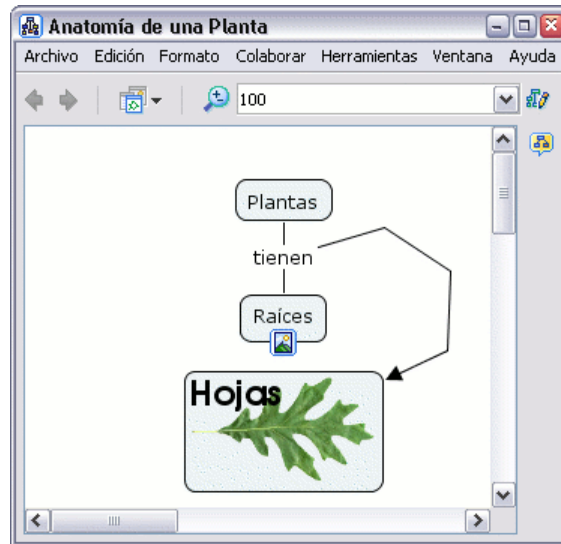 Anatomía de una Planta
Archivo Edición Formato Colaborar Herramientas Ventana Ayuda
100
Plantas
tienen
Raíces
Hojas